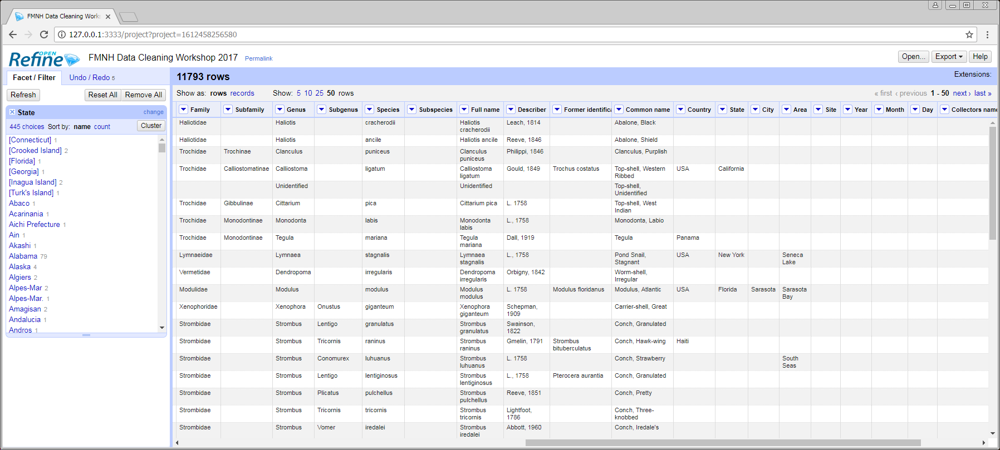 FMNH Data Cleaning Works
127.0.0.1:3333/project?project=1612458256580
OPEN
Refine FMNH Data Cleaning Workshop 2017 Permalink Open... Export Help
Facet / Filter Undo / Redo 5
Refresh Reset All Remove All
State change
445 choices Sort by: name count Cluster
[Connecticut] 1
[Crooked Island] 2
[Florida] 1
[Georgia] 1
[Inagua Island] 2
[Turk's Island] 1
Abaco 1
Acarinania 1
Aichi Prefecture 1
Ain 1
Akashi 1
Alabama 79
Alaska 4
Algiers 2
Alpes-Mar 2
Alpes-Mar. 1
Amagisan 2
Andalucia 1
Andros 1
11793 rows Extensions:
Show as: rows records Show: 5 10 25 50 rows « first ‹ previous 1 - 50 next › last »
Family Subfamily Genus Subgenus Species Subspecies Full name Describer Former identifica Common name Country State City Area Site Year Month Day Collectors name
Haliotidae Haliotis cracherodii Haliotis Leach, 1814 Abalone, Black
cracherodii
Haliotidae Haliotis ancile Haliotis ancile Reeve, 1846 Abalone, Shield
Trochidae Trochinae Clanculus puniceus Clanculus Philippi, 1846 Clanculus, Purplish
puniceus
Trochidae Calliostomatinae Calliostoma ligatum Calliostoma Gould, 1849 Trochus costatus Top-shell, Western USA California
ligatum Ribbed
Unidentified Unidentified Top-shell,
Unidentified
Trochidae Gibbulinae Cittarium pica Cittarium pica L. 1758 Top-shell, West
Indian
Trochidae Monodontinae Monodonta labis Monodonta L., 1758 Monodonta, Labio
labis
Trochidae Monodontinae Tegula mariana Tegula Dall, 1919 Tegula Panama
mariana
Lymnaeidae Lymnaea stagnalis Lymnaea L., 1758 Pond Snail, USA New York Seneca
stagnalis Stagnant Lake
Vermetidae Dendropoma irregularis Dendropoma Orbigny, 1842 Worm-shell,
irregularis Irregular
Modulidae Modulus modulus Modulus L. 1758 Modulus floridanus Modulus, Atlantic USA Florida Sarasota Sarasota
modulus Bay
Xenophoridae Xenophora Onustus giganteum Xenophora Schepman, Carrier-shell, Great
giganteum 1909
Strombidae Strombus Lentigo granulatus Strombus Swainson, Conch, Granulated
granulatus 1822
Strombidae Strombus Tricornis raninus Strombus Gmelin, 1791 Strombus Conch, Hawk-wing Haiti
raninus bituberculatus
Strombidae Strombus Conomurex luhuanus Strombus L. 1758 Conch, Strawberry South
luhuanus Seas
Strombidae Strombus Lentigo lentiginosus Strombus L., 1758 Pterocera aurantia Conch, Granulated
lentiginosus
Strombidae Strombus Plicatus pulchellus Strombus Reeve, 1851 Conch, Pretty
pulchellus
Strombidae Strombus Tricornis tricornis Strombus Lightfoot, Conch, Three-
tricornis 1786 knobbed
Strombidae Strombus Vomer iredalei Strombus Abbott, 1960 Conch, Iredale's
iredalei